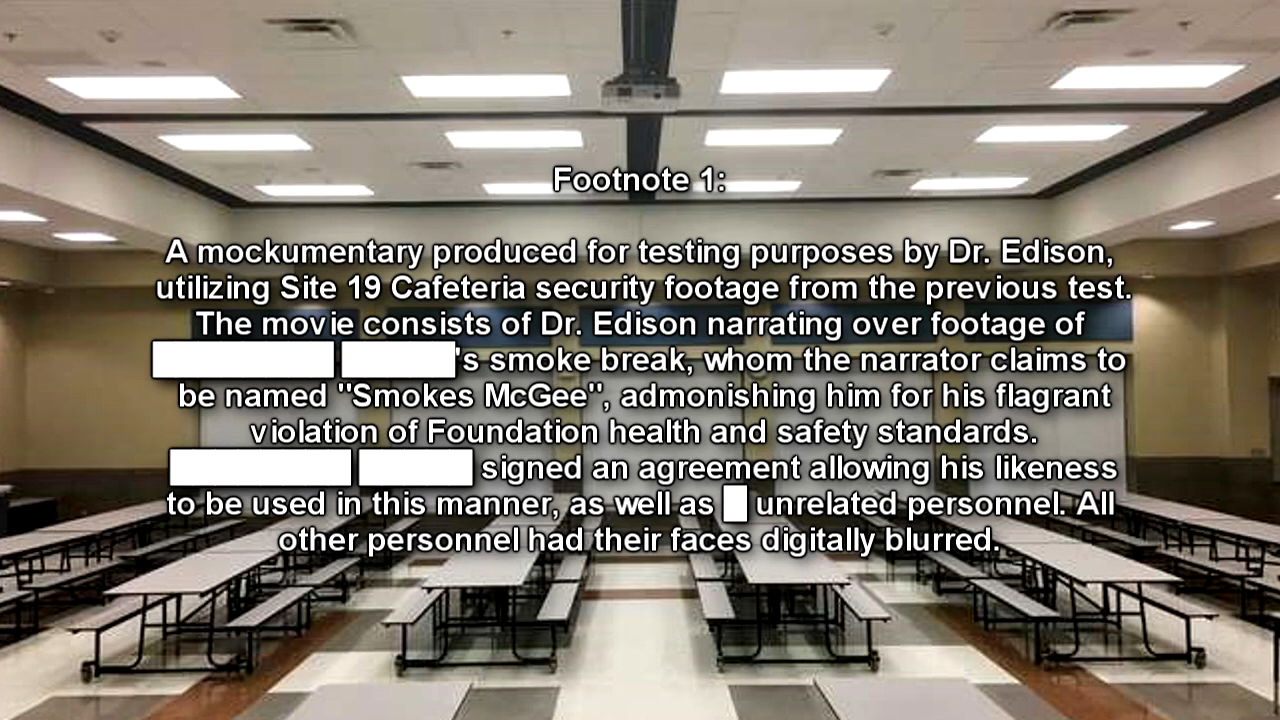 Footnote 1:
A mockumentary produced for testing purposes by Dr. Edison,
utilizing Site 19 Cafeteria security footage from the previous test.
The movie consists of Dr. Edison narrating over footage of
's smoke break, whom the narrator claims to
be named "Smokes McGee", admonishing him for his flagrant
violation of Foundation health and safety standards.
signed an agreement allowing his likeness
to be used in this manner, as well as unrelated personnel. All
other personnel had their faces digitally blurred.